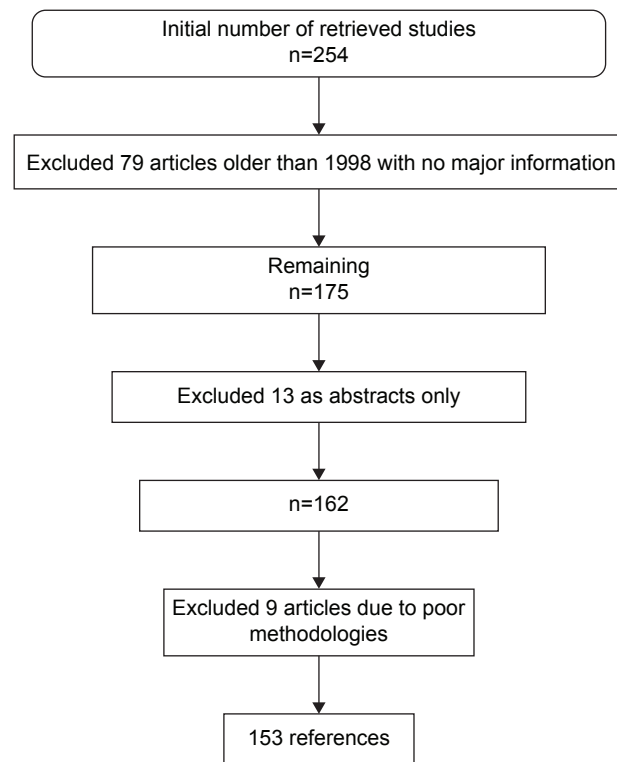 Initial number of retrieved studies
n=254
Excluded 79 articles older than 1998 with no major information
Remaining
n=175
Excluded 13 as abstracts only
n=162
Excluded 9 articles due to poor
methodologies
153 references